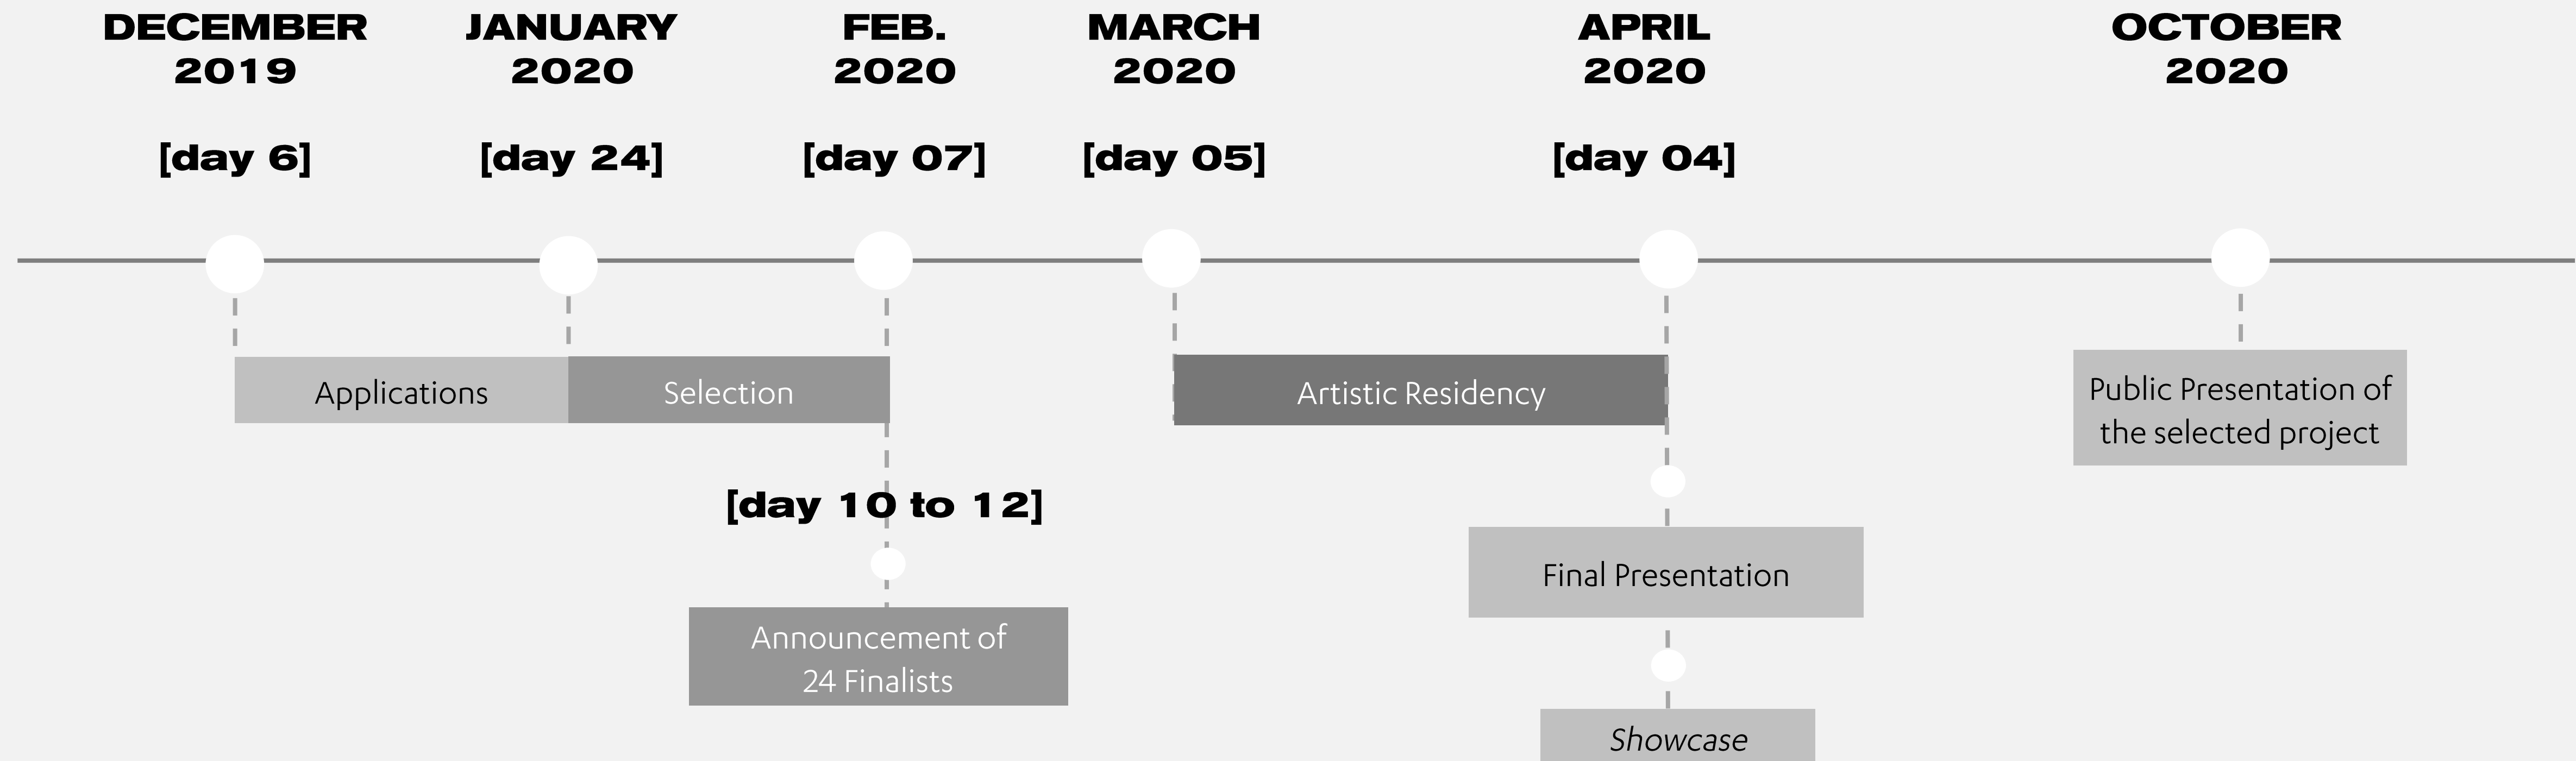 DECEMBER
2019
[day 6]
JANUARY
2020
[day 24]
FEB.
2020
[day 07]
MARCH
2020
[day 05]
APRIL
2020
[day 04]
OCTOBER
2020
Applications
Selection
Artistic Residency
Public Presentation of
the selected project
[day 10 to 12]
Announcement of
24 Finalists
Final Presentation
Showcase